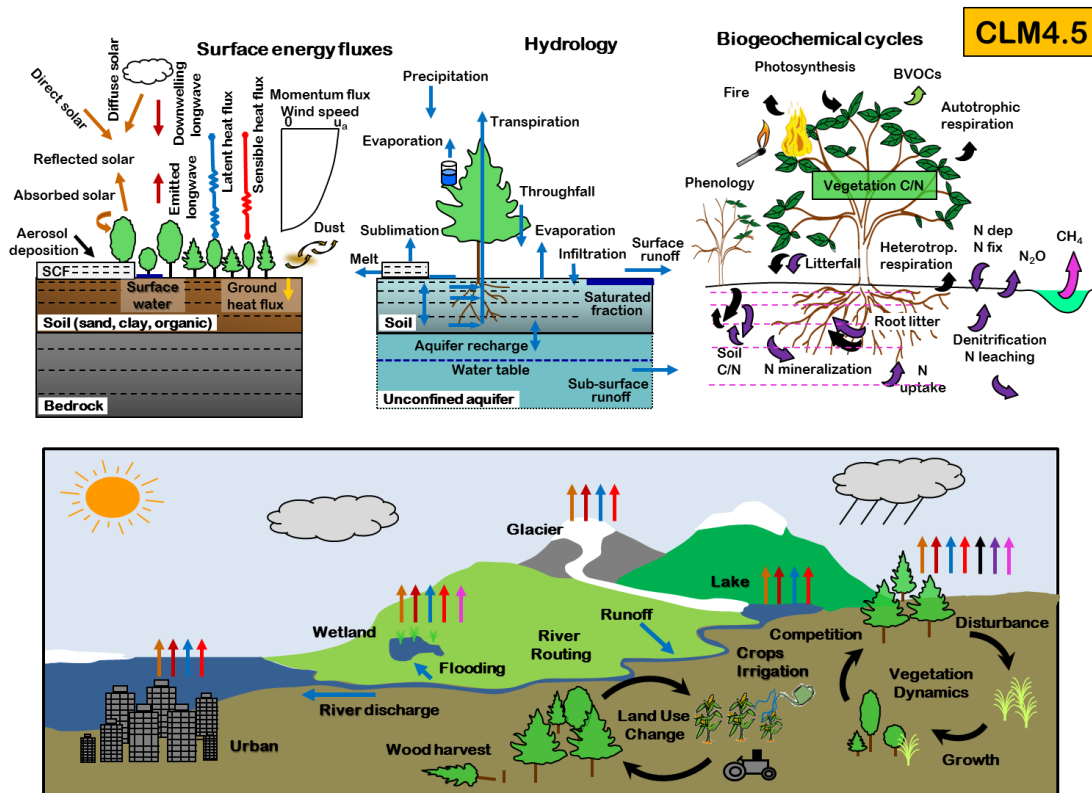 CLM4.5
Surface energy fluxes
Hydrology
Biogeochemical cycles
Direct solar
Diffuse solar
Downwelling
longwave
Reflected solar
Absorbed solar
Emitted
longwave
Latent heat flux
Sensible heat flux
Momentum flux
Wind speed
0
uₐ
Aerosol
deposition
Dust
SCF
Surface
water
Ground
heat flux
Soil (sand, clay, organic)
Bedrock
Precipitation
Transpiration
Evaporation
Throughfall
Sublimation
Evaporation
Melt
Infiltration
Surface
runoff
Saturated
fraction
Soil
Aquifer recharge
Water table
Unconfined aquifer
Sub-surface
runoff
Photosynthesis
BVOCs
Fire
Autotrophic
respiration
Phenology
Vegetation C/N
Litterfall
Heterotrop.
respiration
N dep
N fix
N₂O
CH₄
Root litter
Soil
C/N
N mineralization
Denitrification
N leaching
N
uptake
Glacier
Lake
Wetland
Runoff
Competition
Disturbance
River
Routing
Flooding
Crops
Irrigation
Vegetation
Dynamics
River discharge
Land Use
Change
Urban
Wood harvest
Growth